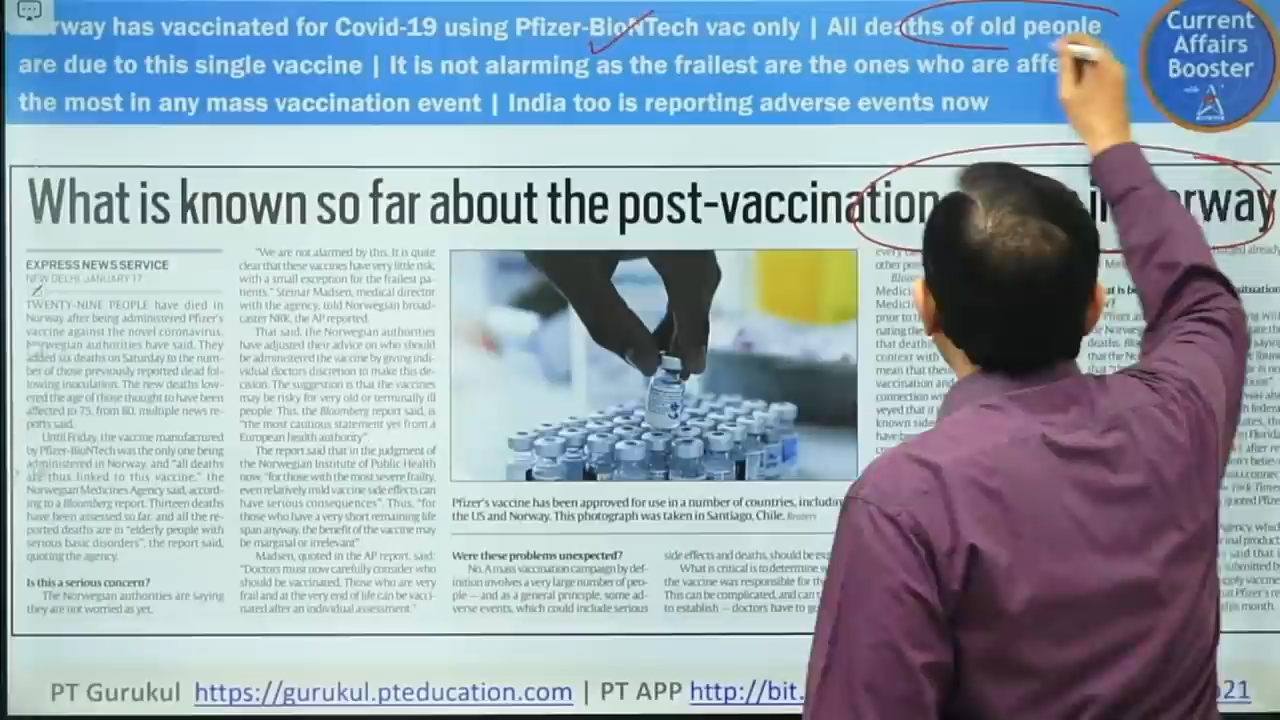 rway has vaccinated for Covid-19 using Pfizer-BioNTech vac only | All deaths of old people
are due to this single vaccine | It is not alarming as the frailest are the ones who are affe
the most in any mass vaccination event | India too is reporting adverse events now
Current
Affairs
Booster
with
What is known so far about the post-vaccination
rway
EXPRESS NEWS SERVICE
NEW DELHI, JANUARY 17
TWENTY-NINE PEOPLE have died in
Norway after being administered Pfizer's
vaccine against the novel coronavirus,
Norwegian authorities have said. They
added six deaths on Saturday to the num-
ber of those previously reported dead fol-
lowing inoculation. The new deaths low-
ered the age of those thought to have been
affected to 75, from 80, multiple news re-
ports said.
Until Friday, the vaccine manufactured
by Pfizer-BioNTech was the only one being
administered in Norway, and "all deaths
are thus linked to this vaccine," the
Norwegian Medicines Agency said, accord-
ing to a Bloomberg report. Thirteen deaths
have been assessed so far, and all the re-
ported deaths are in "elderly people with
serious basic disorders", the report said,
quoting the agency.
Is this a serious concern?
The Norwegian authorities are saying
they are not worried as yet.
"We are not alarmed by this. It is quite
clear that these vaccines have very little risk,
with a small exception for the frailest pa-
tients," Steinar Madsen, medical director
with the agency, told Norwegian broad-
caster NRK, the AP reported.
That said, the Norwegian authorities
have adjusted their advice on who should
be administered the vaccine by giving indi-
vidual doctors discretion to make this de-
cision. The suggestion is that the vaccines
may be risky for very old or terminally ill
people. This, the Bloomberg report said, is
"the most cautious statement yet from a
European health authority".
The report said that in the judgment of
the Norwegian Institute of Public Health
now, "for those with the most severe frailty,
even relatively mild vaccine side effects can
have serious consequences". Thus, "for
those who have a very short remaining life
span anyway, the benefit of the vaccine may
be marginal or irrelevant".
Madsen, quoted in the AP report, said:
"Doctors must now carefully consider who
should be vaccinated. Those who are very
frail and at the very end of life can be vacci-
nated after an individual assessment."
Pfizer's vaccine has been approved for use in a number of countries, includin
the US and Norway. This photograph was taken in Santiago, Chile. Reuters
Were these problems unexpected?
No. A mass vaccination campaign by def-
inition involves a very large number of peo-
ple — and as a general principle, some ad-
verse events, which could include serious
side effects and deaths, should be ex
What is critical is to determine w
the vaccine was responsible for th
This can be complicated, and can t
to establish — doctors have to g
PT Gurukul https://gurukul.pteducation.com | PT APP http://bit.